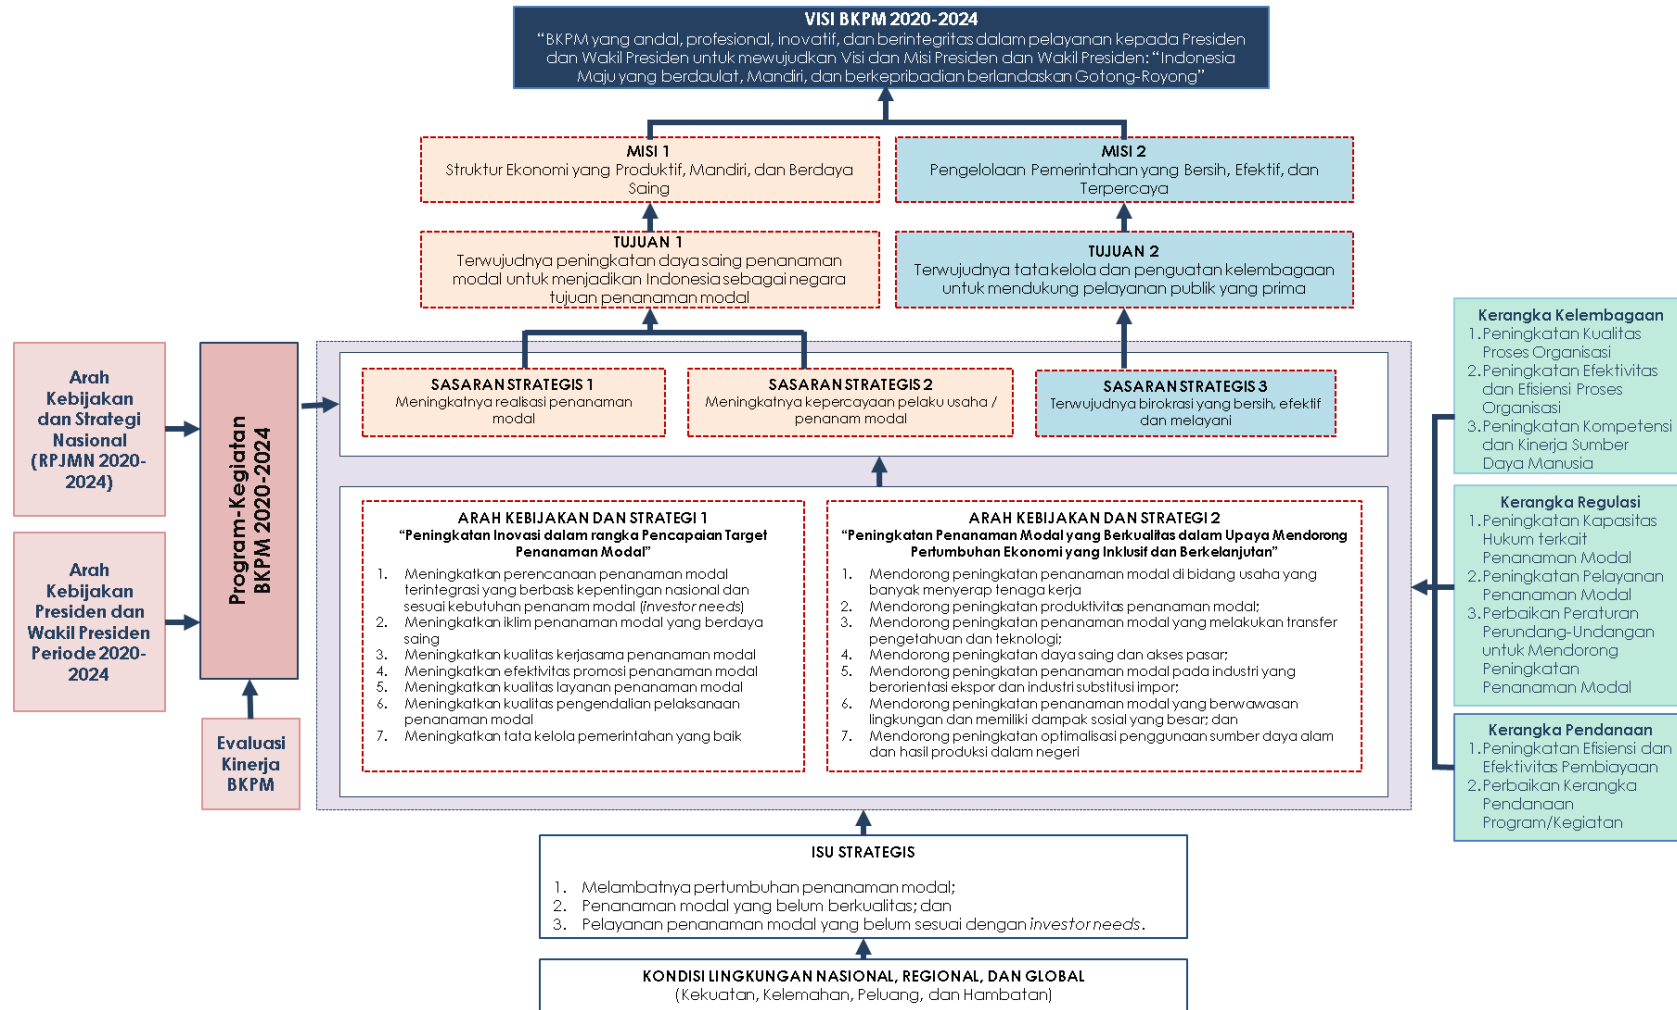 VISI BKPM 2020-2024
“BKPM yang andal, profesional, inovatif, dan berintegritas dalam pelayanan kepada Presiden
dan Wakil Presiden untuk mewujudkan Visi dan Misi Presiden dan Wakil Presiden: “Indonesia
Maju yang berdaulat, Mandiri, dan berkepribadian berlandaskan Gotong-Royong”
MISI 1
Struktur Ekonomi yang Produktif, Mandiri, dan Berdaya
Saing
MISI 2
Pengelolaan Pemerintahan yang Bersih, Efektif, dan
Terpercaya
TUJUAN 1
Terwujudnya peningkatan daya saing penanaman
modal untuk menjadikan Indonesia sebagai negara
tujuan penanaman modal
TUJUAN 2
Terwujudnya tata kelola dan penguatan kelembagaan
untuk mendukung pelayanan publik yang prima
Arah
Kebijakan
dan Strategi
Nasional
(RPJMN 2020-
2024)
Arah
Kebijakan
Presiden dan
Wakil Presiden
Periode 2020-
2024
Program-Kegiatan
BKPM 2020-2024
Evaluasi
Kinerja
BKPM
SASARAN STRATEGIS 1
Meningkatnya realisasi penanaman
modal
SASARAN STRATEGIS 2
Meningkatnya kepercayaan pelaku usaha /
penanam modal
SASARAN STRATEGIS 3
Terwujudnya birokrasi yang bersih, efektif
dan melayani
ARAH KEBIJAKAN DAN STRATEGI 1
“Peningkatan Inovasi dalam rangka Pencapaian Target
Penanaman Modal”
1. Meningkatkan perencanaan penanaman modal
terintegrasi yang berbasis kepentingan nasional dan
sesuai kebutuhan penanam modal (investor needs)
2. Meningkatkan iklim penanaman modal yang berdaya
saing
3. Meningkatkan kualitas kerjasama penanaman modal
4. Meningkatkan efektivitas promosi penanaman modal
5. Meningkatkan kualitas layanan penanaman modal
6. Meningkatkan kualitas pengendalian pelaksanaan
penanaman modal
7. Meningkatkan tata kelola pemerintahan yang baik
ARAH KEBIJAKAN DAN STRATEGI 2
“Peningkatan Penanaman Modal yang Berkualitas dalam Upaya Mendorong
Pertumbuhan Ekonomi yang Inklusif dan Berkelanjutan”
1. Mendorong peningkatan penanaman modal di bidang usaha yang
banyak menyerap tenaga kerja
2. Mendorong peningkatan produktivitas penanaman modal;
3. Mendorong peningkatan penanaman modal yang melakukan transfer
pengetahuan dan teknologi;
4. Mendorong peningkatan daya saing dan akses pasar;
5. Mendorong peningkatan penanaman modal pada industri yang
berorientasi ekspor dan industri substitusi impor;
6. Mendorong peningkatan penanaman modal yang berwawasan
lingkungan dan memiliki dampak sosial yang besar; dan
7. Mendorong peningkatan optimalisasi penggunaan sumber daya alam
dan hasil produksi dalam negeri
Kerangka Kelembagaan
1. Peningkatan Kualitas
Proses Organisasi
2. Peningkatan Efektivitas
dan Efisiensi Proses
Organisasi
3. Peningkatan Kompetensi
dan Kinerja Sumber
Daya Manusia
Kerangka Regulasi
1. Peningkatan Kapasitas
Hukum terkait
Penanaman Modal
2. Peningkatan Pelayanan
Penanaman Modal
3. Perbaikan Peraturan
Perundang-Undangan
untuk Mendorong
Peningkatan
Penanaman Modal
Kerangka Pendanaan
1. Peningkatan Efisiensi dan
Efektivitas Pembiayaan
2. Perbaikan Kerangka
Pendanaan
Program/Kegiatan
ISU STRATEGIS
1. Melambatnya pertumbuhan penanaman modal;
2. Penanaman modal yang belum berkualitas; dan
3. Pelayanan penanaman modal yang belum sesuai dengan investor needs.
KONDISI LINGKUNGAN NASIONAL, REGIONAL, DAN GLOBAL
(Kekuatan, Kelemahan, Peluang, dan Hambatan)